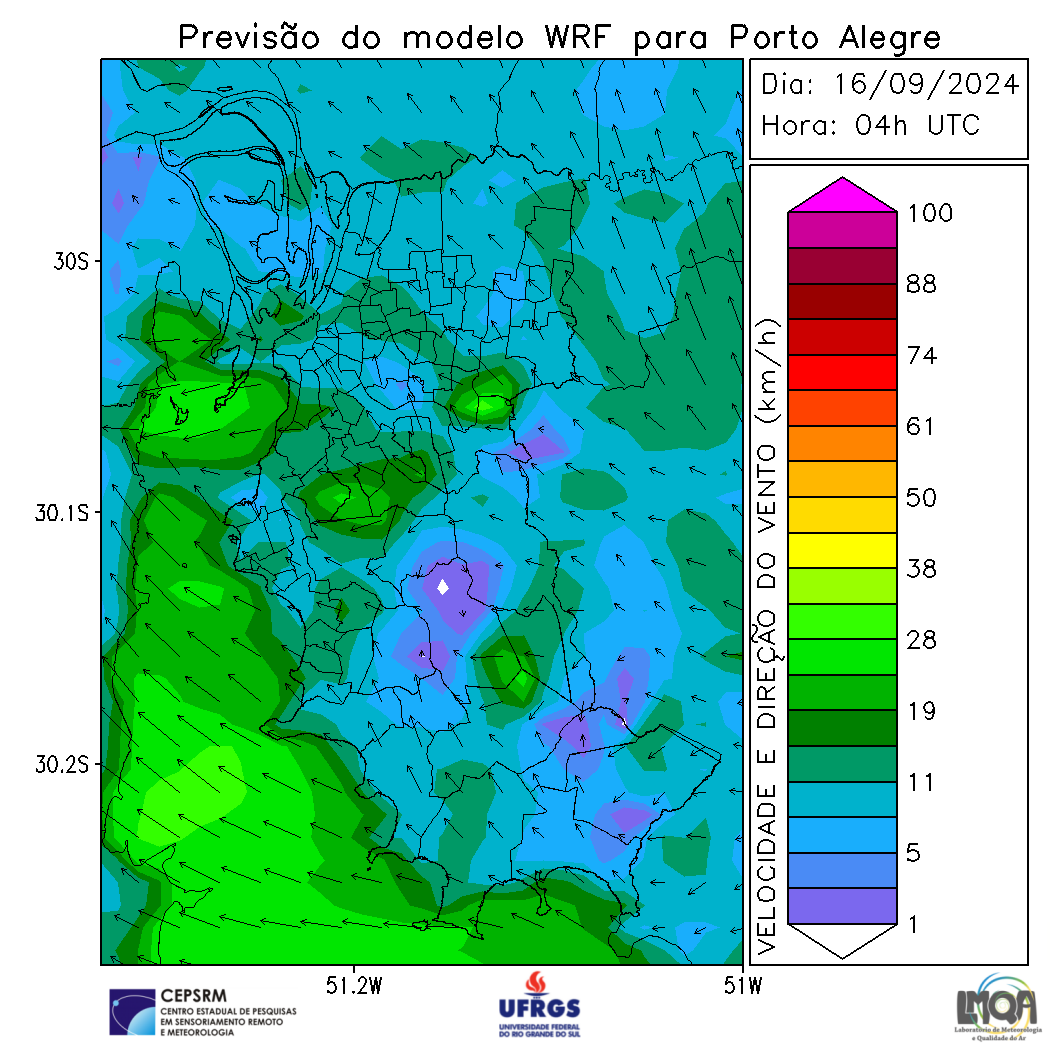 Previsão do modelo WRF para Porto Alegre
Dia: 16/09/2024
Hora: 04h UTC
30S
30.1S
30.2S
51.2W
51W
VELOCIDADE E DIREÇÃO DO VENTO (km/h)
100
88
74
61
50
38
28
19
11
5
1
CEPSRM
CENTRO ESTADUAL DE PESQUISAS
EM SENSORIAMENTO REMOTO
E METEOROLOGIA
UFRGS
UNIVERSIDADE FEDERAL
DO RIO GRANDE DO SUL
LMQA
Laboratório de Meteorologia
e Qualidade do Ar